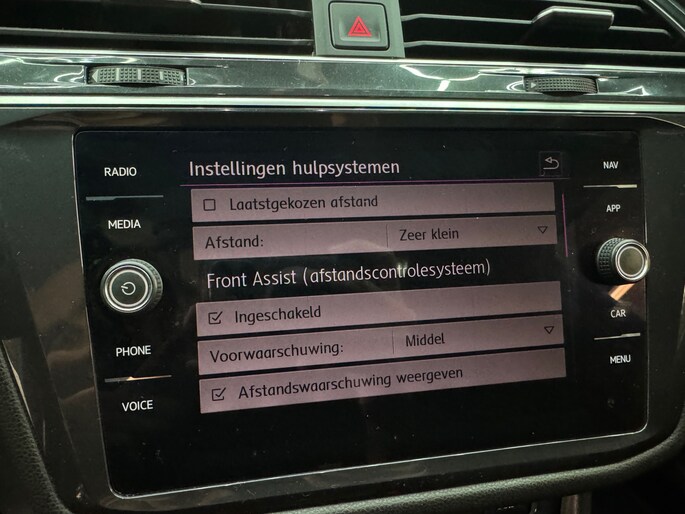 RADIO
MEDIA
PHONE
VOICE
Instellingen hulpsystemen
Laatstgekozen afstand
Afstand: Zeer klein
Front Assist (afstandscontrolesysteem)
Ingeschakeld
Voorwaarschuwing: Middel
Afstandswaarschuwing weergeven
NAV
APP
CAR
MENU